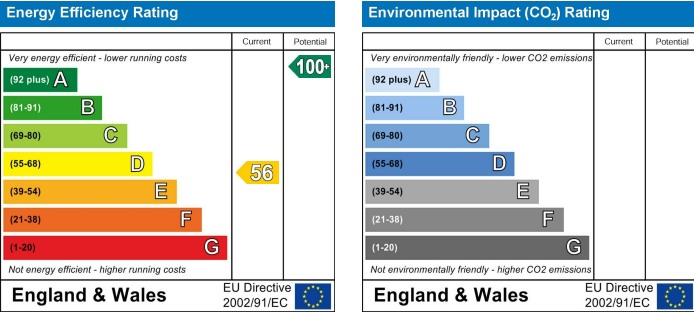 Energy Efficiency Rating
Current Potential
Very energy efficient - lower running costs
(92 plus) A
(81-91) B
(69-80) C
(55-68) D
(39-54) E
(21-38) F
(1-20) G
Not energy efficient - higher running costs
56
100+
England & Wales
EU Directive
2002/91/EC
Environmental Impact (CO₂) Rating
Current Potential
Very environmentally friendly - lower CO2 emissions
(92 plus) A
(81-91) B
(69-80) C
(55-68) D
(39-54) E
(21-38) F
(1-20) G
Not environmentally friendly - higher CO2 emissions
England & Wales
EU Directive
2002/91/EC